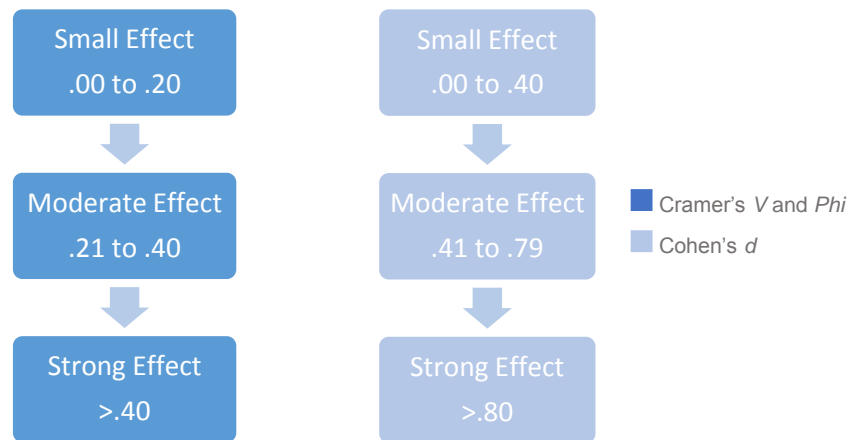 Small Effect
.00 to .20
Moderate Effect
.21 to .40
Strong Effect
>.40
Small Effect
.00 to .40
Moderate Effect
.41 to .79
Strong Effect
>.80
Cramer's V and Phi
Cohen's d